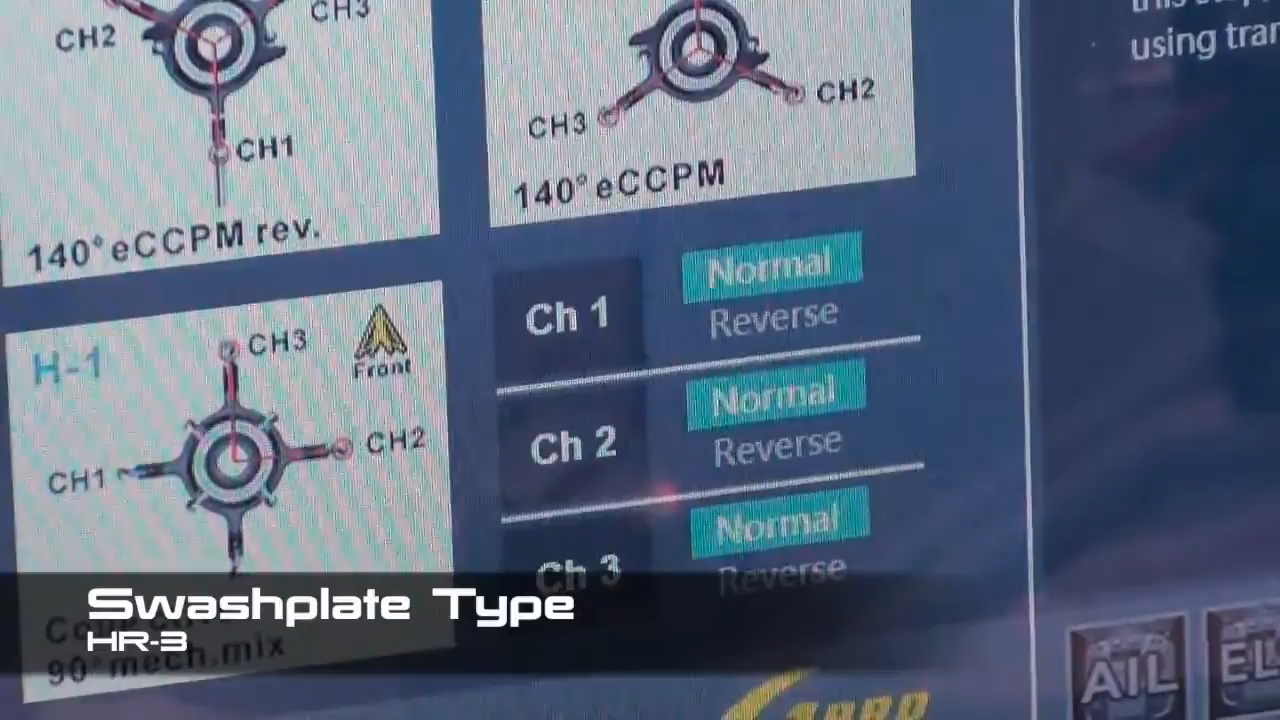 CH2
CH3
CH1
140° eCCPM rev.
CH3
CH2
140° eCCPM
using
H-1
CH3
Front
CH1
CH2
90° mech.mix
Ch 1
Normal
Reverse
Ch 2
Normal
Reverse
Ch 3
Normal
Reverse
Swashplate Type
HR-3
AIL